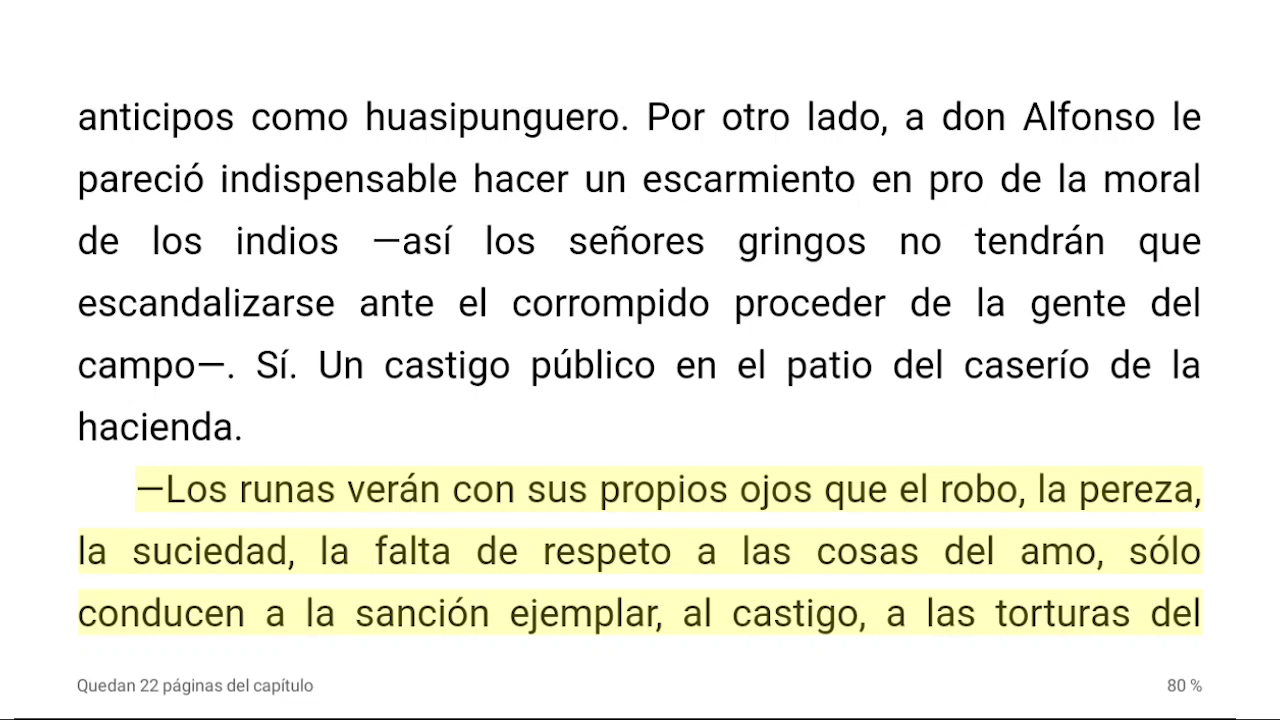 anticipos como huasipunguero. Por otro lado, a don Alfonso le
pareció indispensable hacer un escarmiento en pro de la moral
de los indios —así los señores gringos no tendrán que
escandalizarse ante el corrompido proceder de la gente del
campo—. Sí. Un castigo público en el patio del caserío de la
hacienda.
—Los runas verán con sus propios ojos que el robo, la pereza,
la suciedad, la falta de respeto a las cosas del amo, sólo
conducen a la sanción ejemplar, al castigo, a las torturas del
Quedan 22 páginas del capítulo
80 %